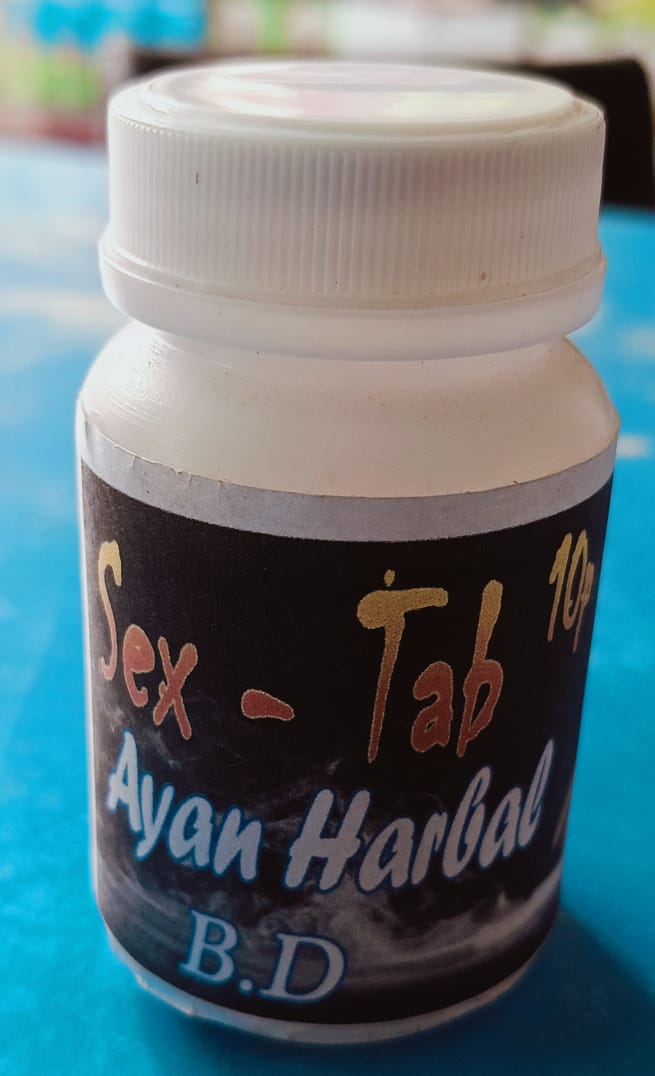 Sex - Tab 10p
Ayan Harbal
B.D